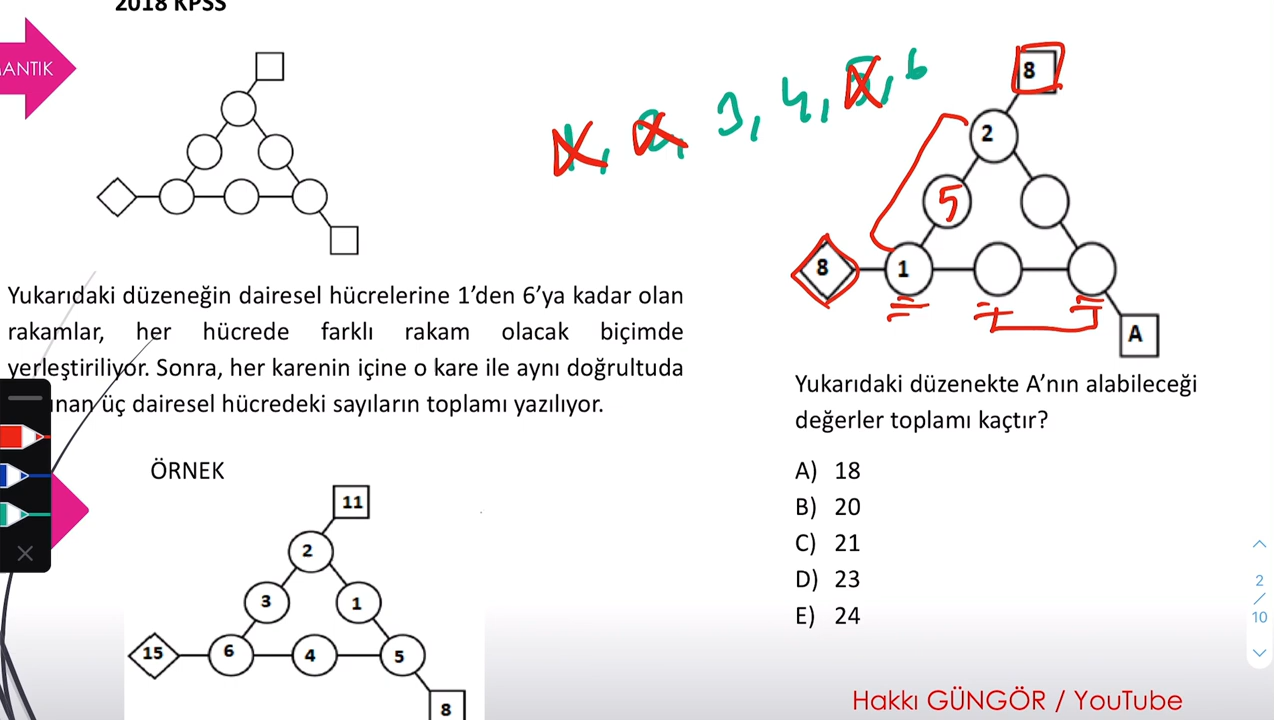 2018 KPSS
ANTIK
Yukarıdaki düzeneğin dairesel hücrelerine 1’den 6’ya kadar olan
rakamlar, her hücrede farklı rakam olacak biçimde
yerleştiriliyor. Sonra, her karenin içine o kare ile aynı doğrultuda
unan üç dairesel hücredeki sayıların toplamı yazılıyor.
ÖRNEK
11
2
3 1
15 6 4 5
8
1, 2, 3, 4, 5, 6
8
2
5
8 1
A
Yukarıdaki düzenekte A’nın alabileceği
değerler toplamı kaçtır?
A) 18
B) 20
C) 21
D) 23
E) 24
2
/
10
Hakkı GÜNGÖR / YouTube